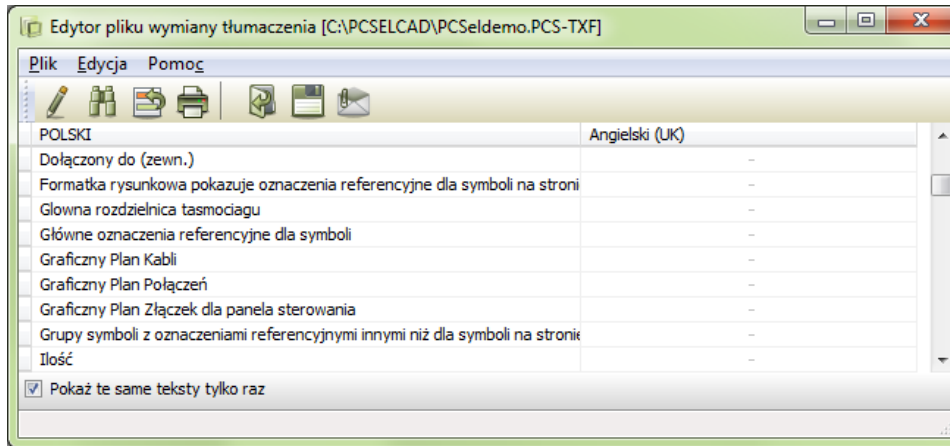 Edytor pliku wymiany tłumaczenia [C:\PCSELCAD\PCSeldemo.PCS-TXF]
Plik Edycja Pomoc
POLSKI Angielski (UK)
Dołączony do (zewn.) -
Formatka rysunkowa pokazuje oznaczenia referencyjne dla symboli na stroni -
Glowna rozdzielnica tasmociagu -
Główne oznaczenia referencyjne dla symboli -
Graficzny Plan Kabli -
Graficzny Plan Połączeń -
Graficzny Plan Złączek dla panela sterowania -
Grupy symboli z oznaczeniami referencyjnymi innymi niż dla symboli na stronie -
Ilość -
Pokaż te same teksty tylko raz